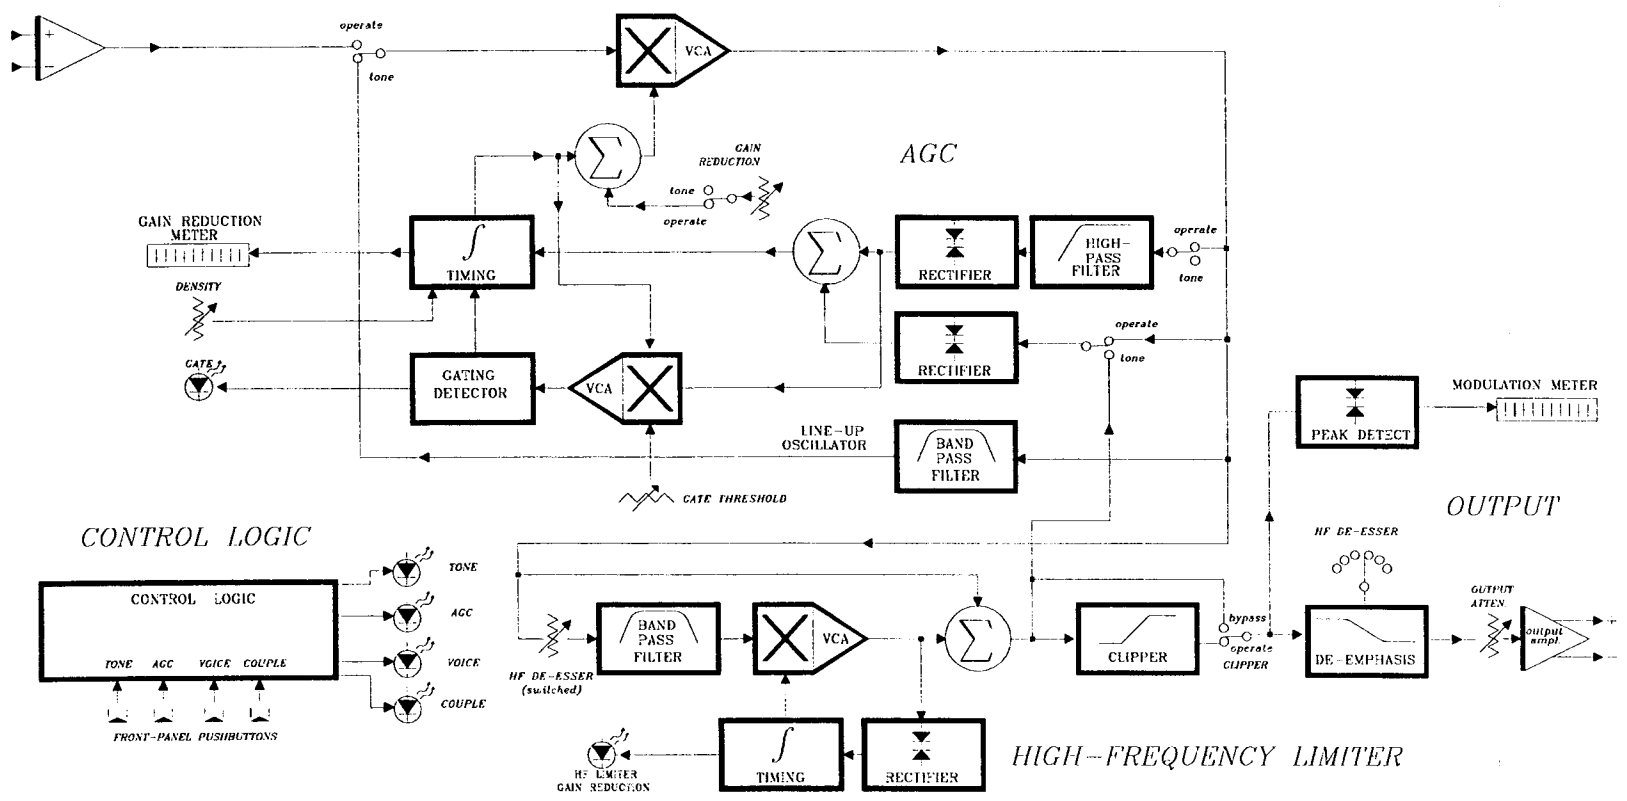 operate
+
VCA
−
tone
AGC
Σ
GAIN
REDUCTION
tone
operate
GAIN REDUCTION
METER
∫
TIMING
Σ
RECTIFIER
HIGH-
PASS
FILTER
operate
tone
DENSITY
RECTIFIER
operate
tone
GATE
GATING
DETECTOR
VCA
MODULATION METER
PEAK DETECT
LINE-UP
OSCILLATOR
BAND
PASS
FILTER
GATE THRESHOLD
OUTPUT
CONTROL LOGIC
HF DE-ESSER
TONE
CONTROL LOGIC
AGC
VOICE
COUPLE
TONE AGC VOICE COUPLE
FRONT-PANEL PUSHBUTTONS
HF DE-ESSER
(switched)
BAND
PASS
FILTER
VCA
Σ
CLIPPER
bypass
operate
CLIPPER
DE-EMPHASIS
OUTPUT
ATTEN.
output
ampl.
+
−
∫
TIMING
RECTIFIER
HF LIMITER
GAIN REDUCTION
HIGH-FREQUENCY LIMITER